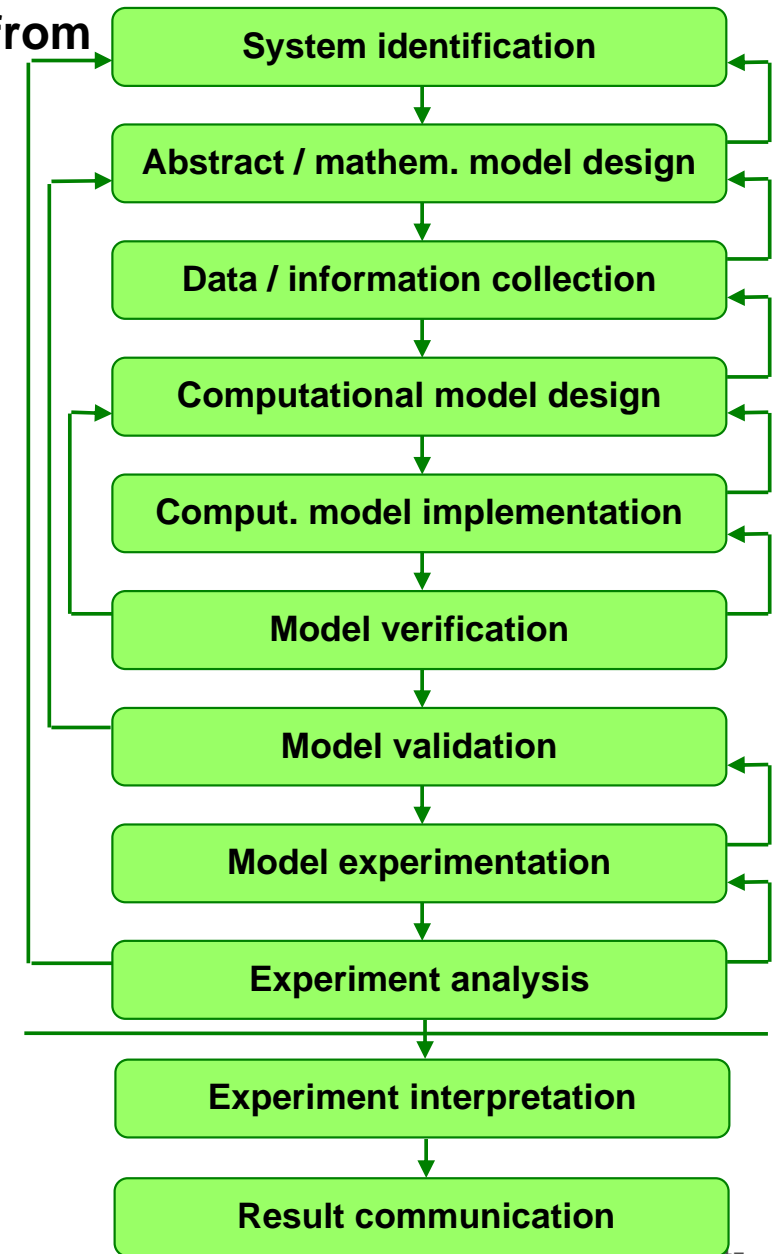 from
System identification
Abstract / mathem. model design
Data / information collection
Computational model design
Comput. model implementation
Model verification
Model validation
Model experimentation
Experiment analysis
Experiment interpretation
Result communication